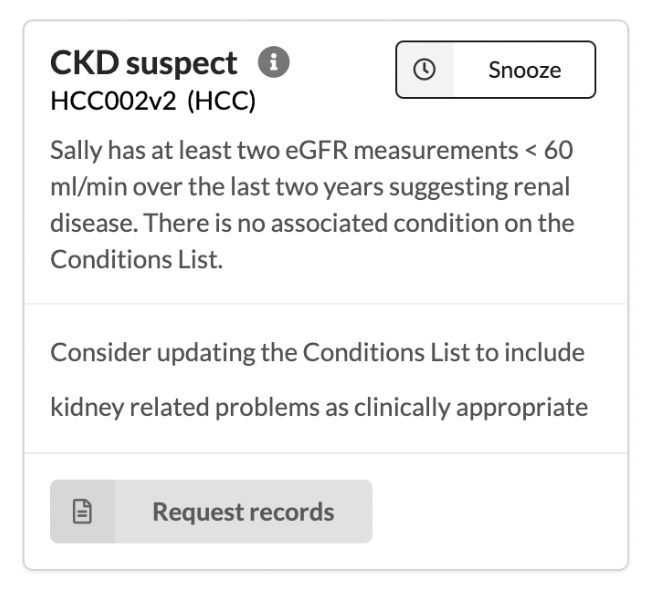 CKD suspect
Snooze
HCC002v2 (HCC)
Sally has at least two eGFR measurements < 60
ml/min over the last two years suggesting renal
disease. There is no associated condition on the
Conditions List.
Consider updating the Conditions List to include
kidney related problems as clinically appropriate
Request records